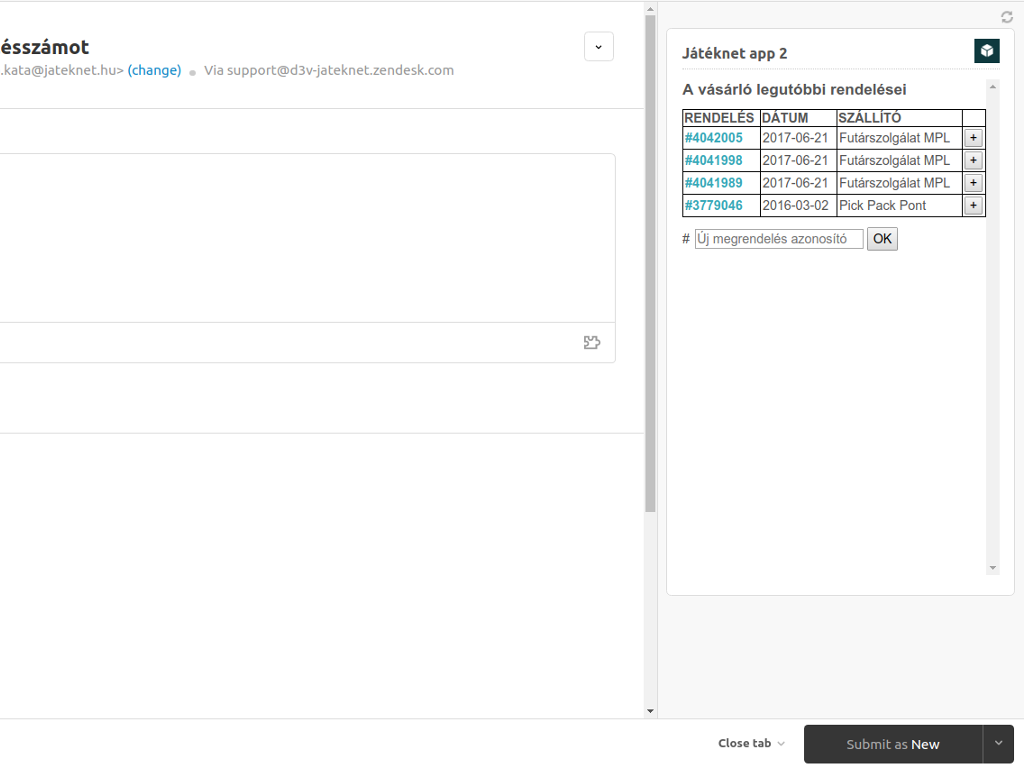 ésszámot
.kata@jateknet.hu> (change) Via support@d3v-jateknet.zendesk.com
Játéknet app 2
A vásárló legutóbbi rendelései
RENDELÉS DÁTUM SZÁLLÍTÓ
#4042005 2017-06-21 Futárszolgálat MPL +
#4041998 2017-06-21 Futárszolgálat MPL +
#4041989 2017-06-21 Futárszolgálat MPL +
#3779046 2016-03-02 Pick Pack Pont +
# Új megrendelés azonosító OK
Close tab Submit as New